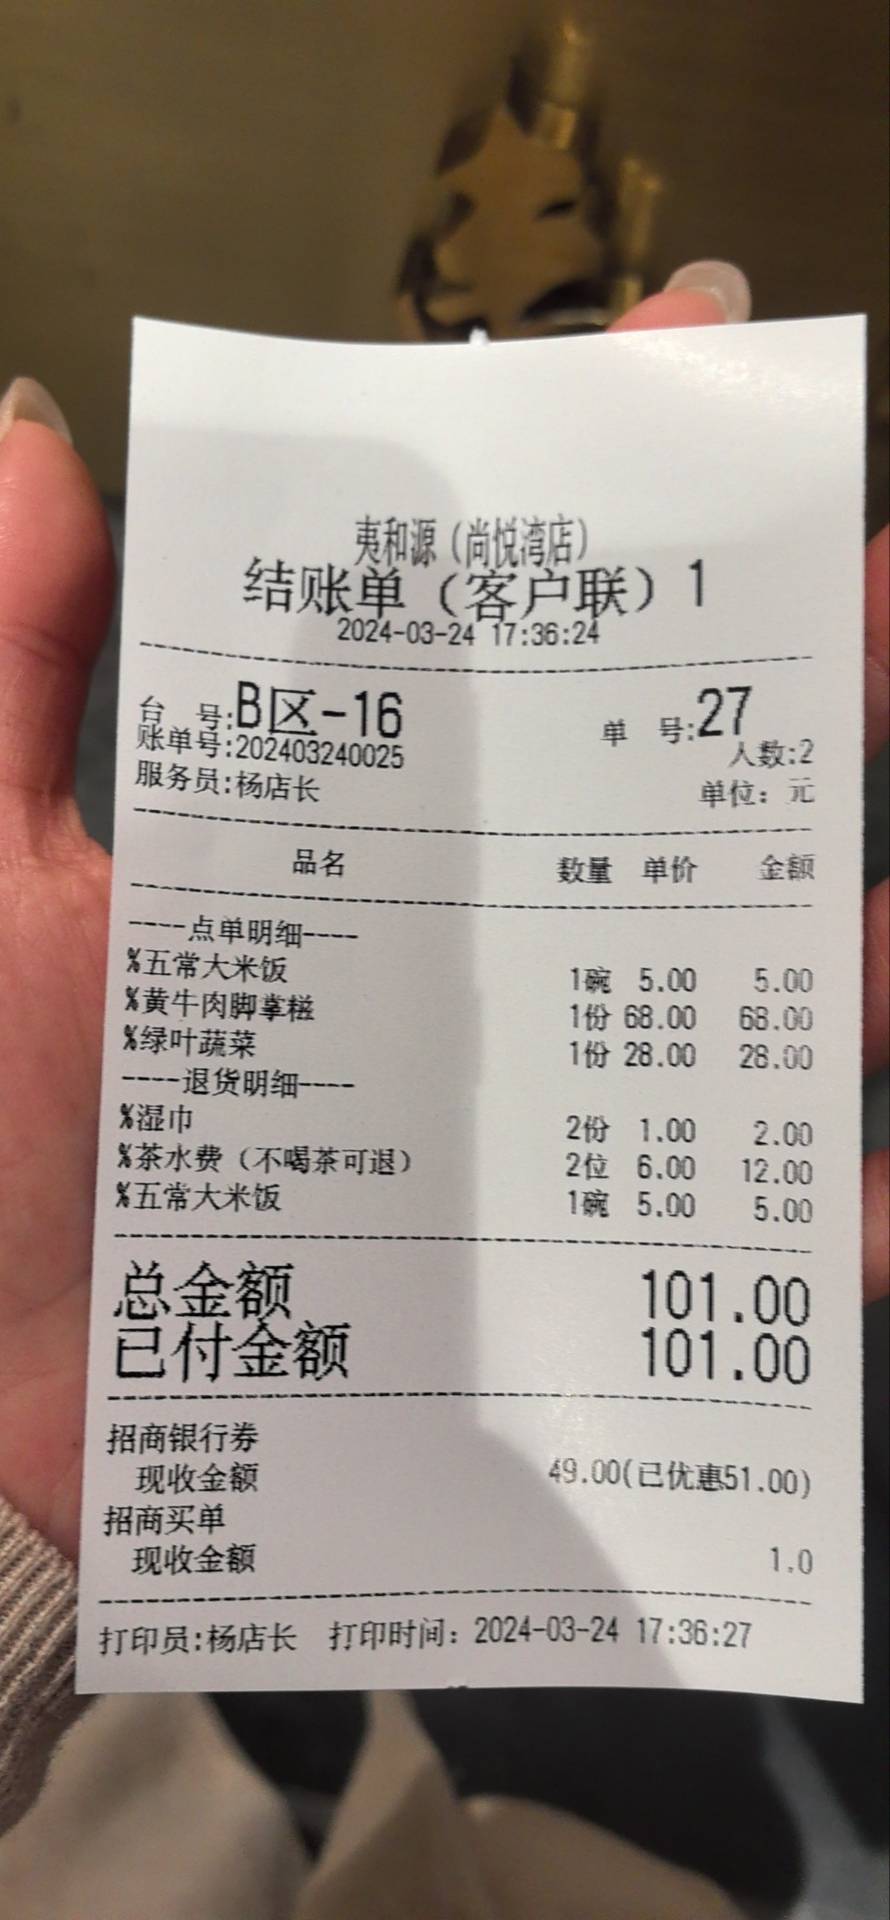 夷和源（尚悦湾店）
结账单（客户联）1
2024-03-24 17:36:24
台 号:B区-16 单 号:27
账单号:202403240025 人数:2
服务员:杨店长 单位：元
品名 数量 单价 金额
----点单明细----
%五常大米饭 1碗 5.00 5.00
%黄牛肉脚掌糍 1份 68.00 68.00
%绿叶蔬菜 1份 28.00 28.00
----退货明细----
%湿巾 2份 1.00 2.00
%茶水费（不喝茶可退） 2位 6.00 12.00
%五常大米饭 1碗 5.00 5.00
总金额 101.00
已付金额 101.00
招商银行券
现收金额 49.00(已优惠51.00)
招商买单
现收金额 1.0
打印员:杨店长 打印时间：2024-03-24 17:36:27